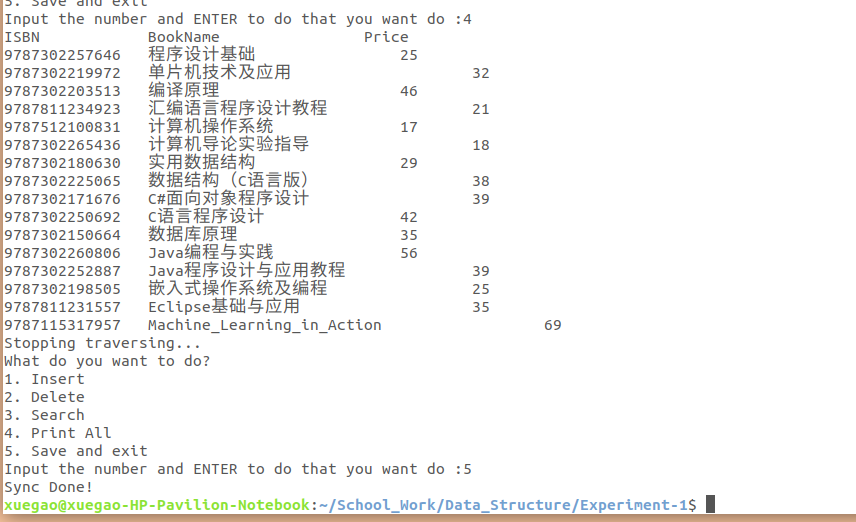 5. Save and exit
Input the number and ENTER to do that you want do :4
ISBN BookName Price
9787302257646 程序设计基础 25
9787302219972 单片机技术及应用 32
9787302203513 编译原理 46
9787811234923 汇编语言程序设计教程 21
9787512100831 计算机操作系统 17
9787302265436 计算机导论实验指导 18
9787302180630 实用数据结构 29
9787302225065 数据结构（C语言版） 38
9787302171676 C#面向对象程序设计 39
9787302250692 C语言程序设计 42
9787302150664 数据库原理 35
9787302260806 Java编程与实践 56
9787302252887 Java程序设计与应用教程 39
9787302198505 嵌入式操作系统及编程 25
9787811231557 Eclipse基础与应用 35
9787115317957 Machine_Learning_in_Action 69
Stopping traversing...
What do you want to do?
1. Insert
2. Delete
3. Search
4. Print All
5. Save and exit
Input the number and ENTER to do that you want do :5
Sync Done!
xuegao@xuegao-HP-Pavilion-Notebook:~/School_Work/Data_Structure/Experiment-1$